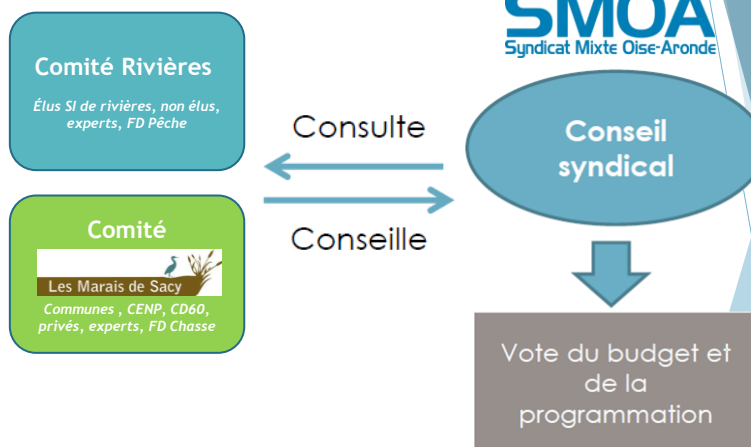 SMOA
Syndicat Mixte Oise-Aronde
Comité Rivières
Élus SI de rivières, non élus,
experts, FD Pêche
Consulte
Conseille
Conseil
syndical
Comité
Les Marais de Sacy
Communes , CENP, CD60,
privés, experts, FD Chasse
Vote du budget et
de la
programmation